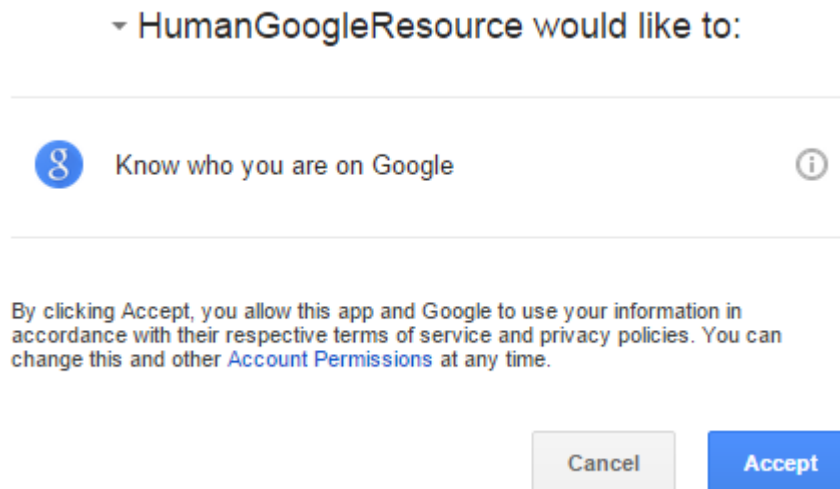 HumanGoogleResource would like to:
g
Know who you are on Google
i
By clicking Accept, you allow this app and Google to use your information in
accordance with their respective terms of service and privacy policies. You can
change this and other Account Permissions at any time.
Cancel
Accept